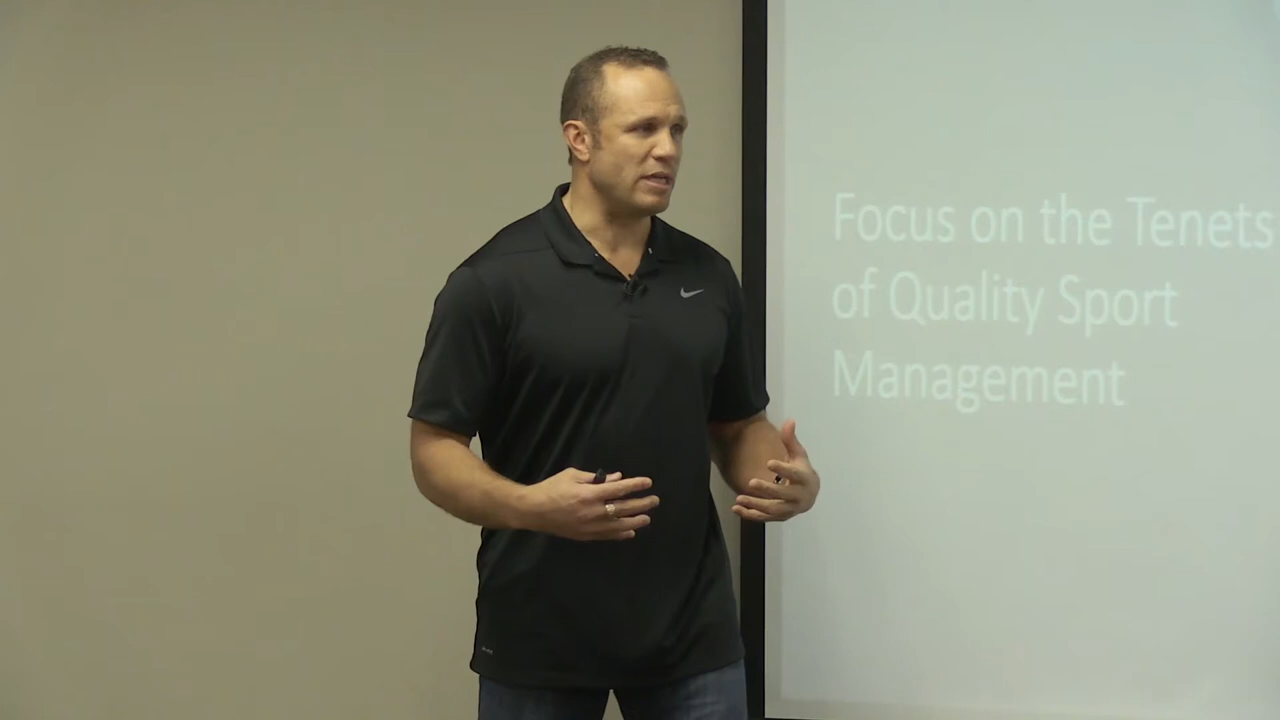 Focus on the Tenets
of Quality Sport
Management